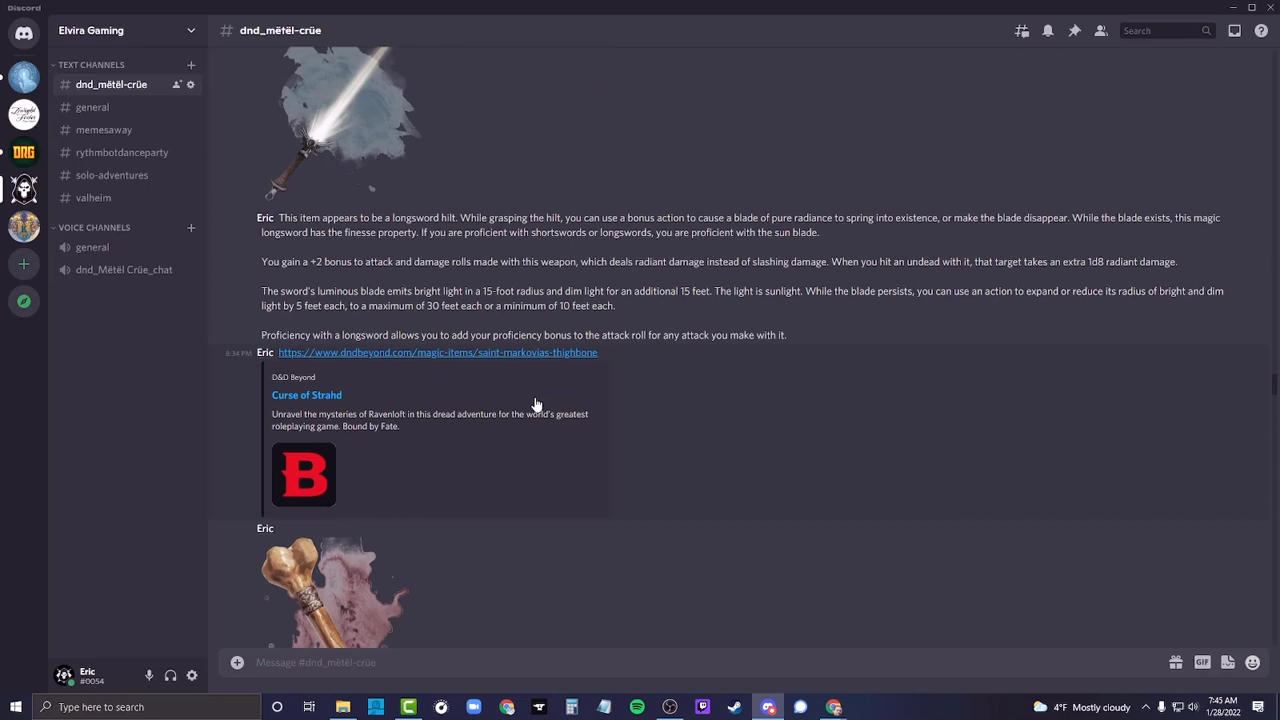 Discord
Elvira Gaming
# dnd_mëtël-crüe
Search
TEXT CHANNELS
# dnd_mëtël-crüe
# general
# memesaway
# rythmbotdanceparty
# solo-adventures
# valheim
VOICE CHANNELS
general
dnd_Mëtël Crüe_chat
DRG
Eric This item appears to be a longsword hilt. While grasping the hilt, you can use a bonus action to cause a blade of pure radiance to spring into existence, or make the blade disappear. While the blade exists, this magic
longsword has the finesse property. If you are proficient with shortswords or longswords, you are proficient with the sun blade.
You gain a +2 bonus to attack and damage rolls made with this weapon, which deals radiant damage instead of slashing damage. When you hit an undead with it, that target takes an extra 1d8 radiant damage.
The sword's luminous blade emits bright light in a 15-foot radius and dim light for an additional 15 feet. The light is sunlight. While the blade persists, you can use an action to expand or reduce its radius of bright and dim
light by 5 feet each, to a maximum of 30 feet each or a minimum of 10 feet each.
Proficiency with a longsword allows you to add your proficiency bonus to the attack roll for any attack you make with it.
8:34 PM Eric https://www.dndbeyond.com/magic-items/saint-markovias-thighbone
D&D Beyond
Curse of Strahd
Unravel the mysteries of Ravenloft in this dread adventure for the world's greatest
roleplaying game. Bound by Fate.
B
Eric
Message #dnd_mëtël-crüe
GIF
Eric
#0054
Type here to search
4°F Mostly cloudy
7:45 AM
1/28/2022